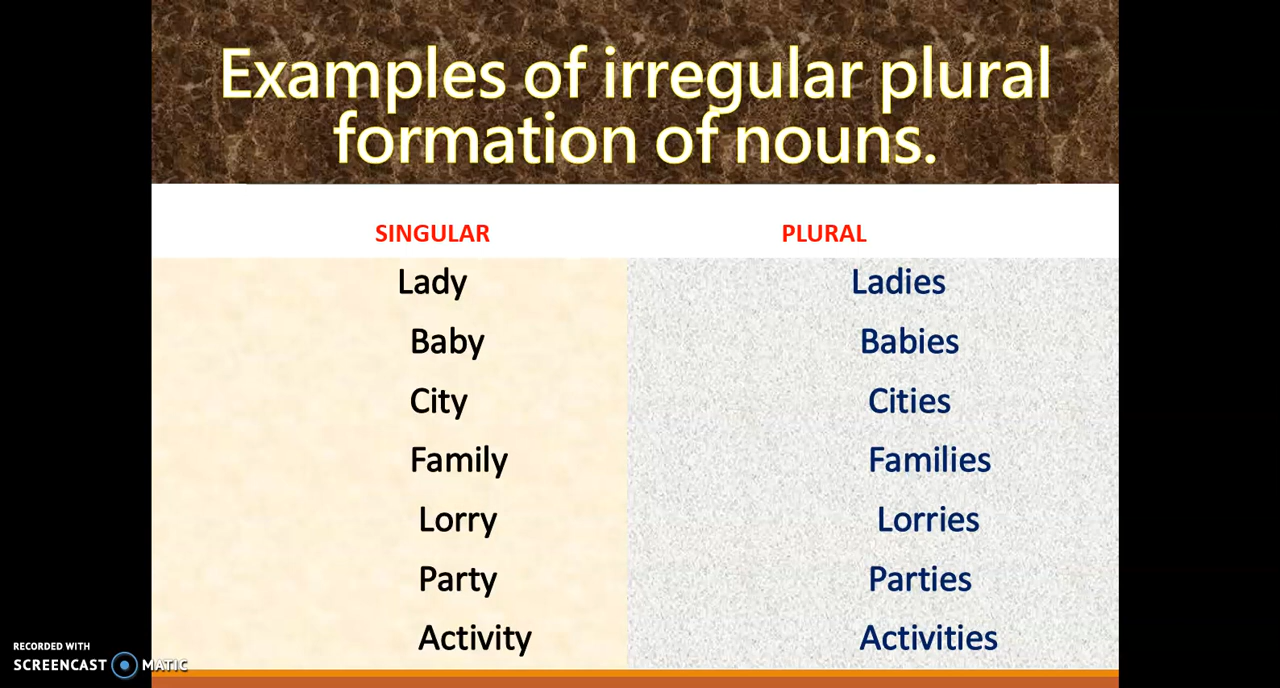 Examples of irregular plural
formation of nouns.
SINGULAR PLURAL
Lady Ladies
Baby Babies
City Cities
Family Families
Lorry Lorries
Party Parties
Activity Activities
RECORDED WITH
SCREENCAST MATIC